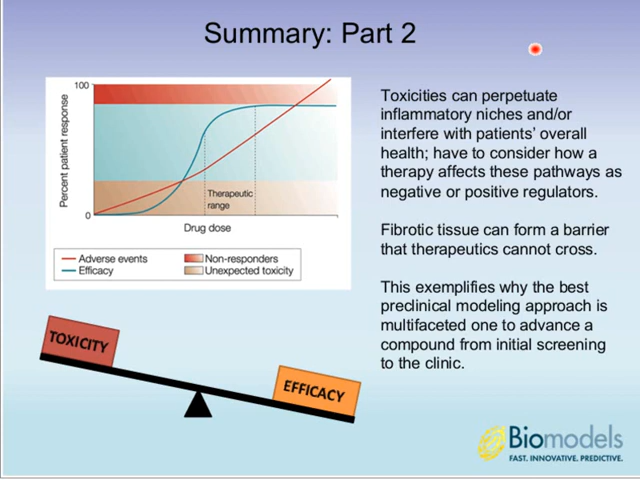 Summary: Part 2
100
Percent patient response
0
Therapeutic
range
Drug dose
Adverse events
Efficacy
Non-responders
Unexpected toxicity
TOXICITY
EFFICACY
Toxicities can perpetuate
inflammatory niches and/or
interfere with patients' overall
health; have to consider how a
therapy affects these pathways as
negative or positive regulators.
Fibrotic tissue can form a barrier
that therapeutics cannot cross.
This exemplifies why the best
preclinical modeling approach is
multifaceted one to advance a
compound from initial screening
to the clinic.
Biomodels
FAST. INNOVATIVE. PREDICTIVE.